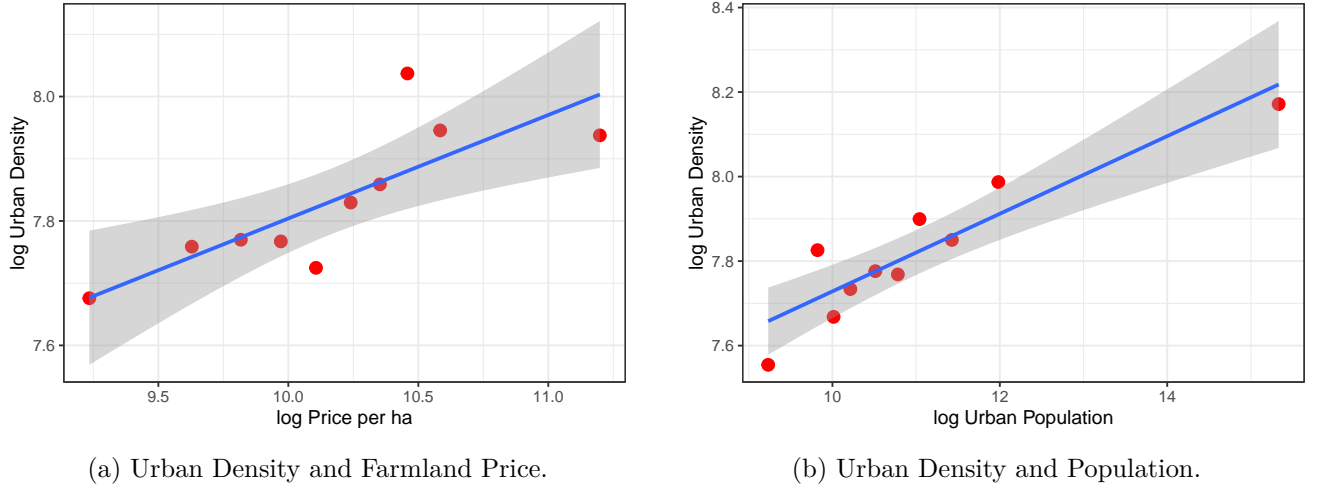 log Urban Density
8.0
7.8
7.6
9.5 10.0 10.5 11.0
log Price per ha
(a) Urban Density and Farmland Price.
log Urban Density
8.4
8.2
8.0
7.8
7.6
10 12 14
log Urban Population
(b) Urban Density and Population.